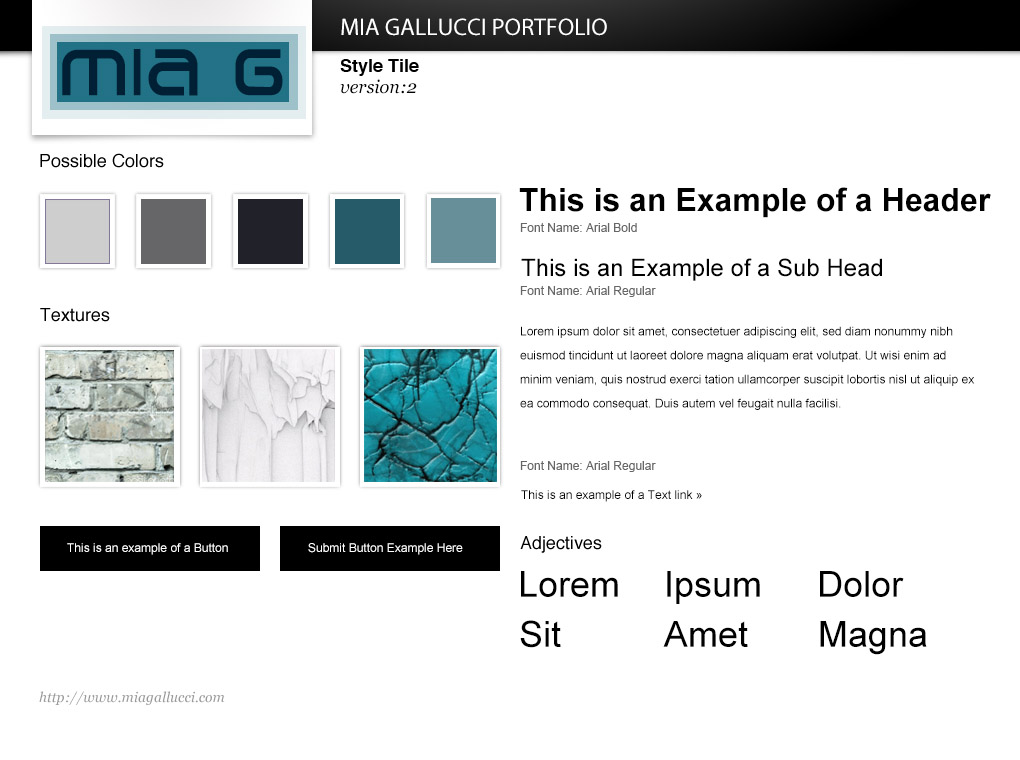 MIA GALLUCCI PORTFOLIO
mia G
Style Tile
version:2
Possible Colors
Textures
This is an example of a Button
Submit Button Example Here
This is an Example of a Header
Font Name: Arial Bold
This is an Example of a Sub Head
Font Name: Arial Regular
Lorem ipsum dolor sit amet, consectetuer adipiscing elit, sed diam nonummy nibh
euismod tincidunt ut laoreet dolore magna aliquam erat volutpat. Ut wisi enim ad
minim veniam, quis nostrud exerci tation ullamcorper suscipit lobortis nisl ut aliquip ex
ea commodo consequat. Duis autem vel feugait nulla facilisi.
Font Name: Arial Regular
This is an example of a Text link »
Adjectives
Lorem Ipsum Dolor
Sit Amet Magna
http://www.miagallucci.com